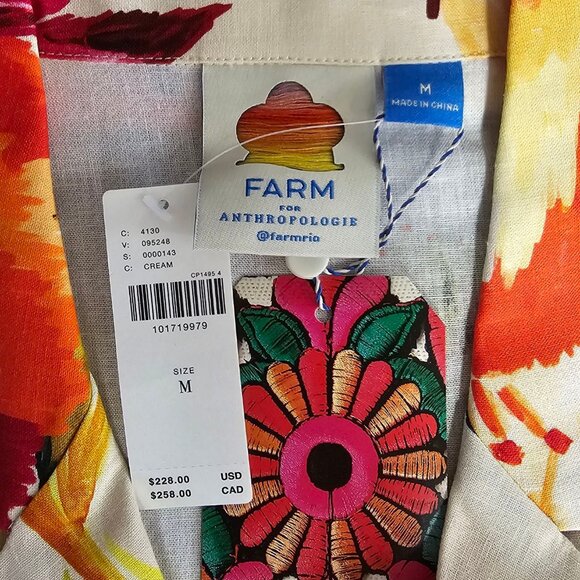 M
MADE IN CHINA
FARM
FOR
ANTHROPOLOGIE
@farmrio
C: 4130
V: 095248
S: 0000143
C: CREAM
CP1495 4
101719979
SIZE
M
$228.00 USD
$258.00 CAD